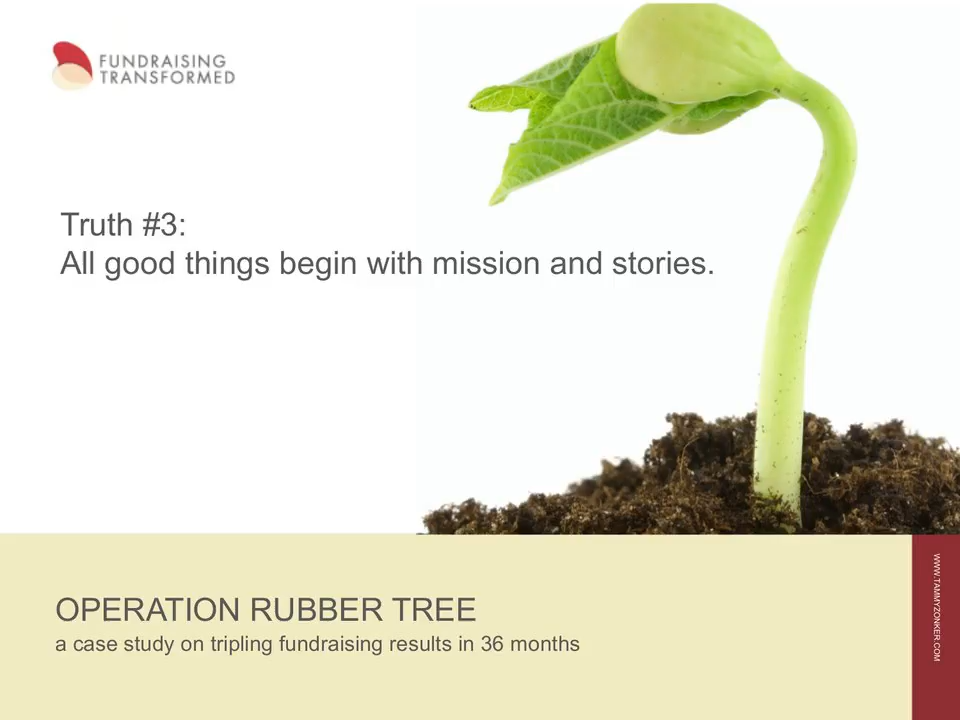 FUNDRAISING
TRANSFORMED
Truth #3:
All good things begin with mission and stories.
OPERATION RUBBER TREE
a case study on tripling fundraising results in 36 months
WWW.TAMMYZONKER.COM